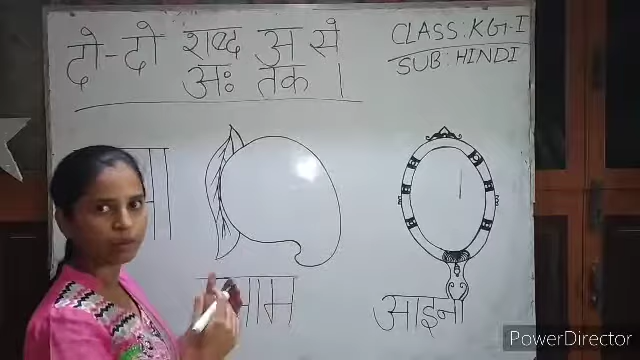 दो-दो शब्द अ से
अः तक ।
CLASS: KG-I
SUB: HINDI
आइना
PowerDirector